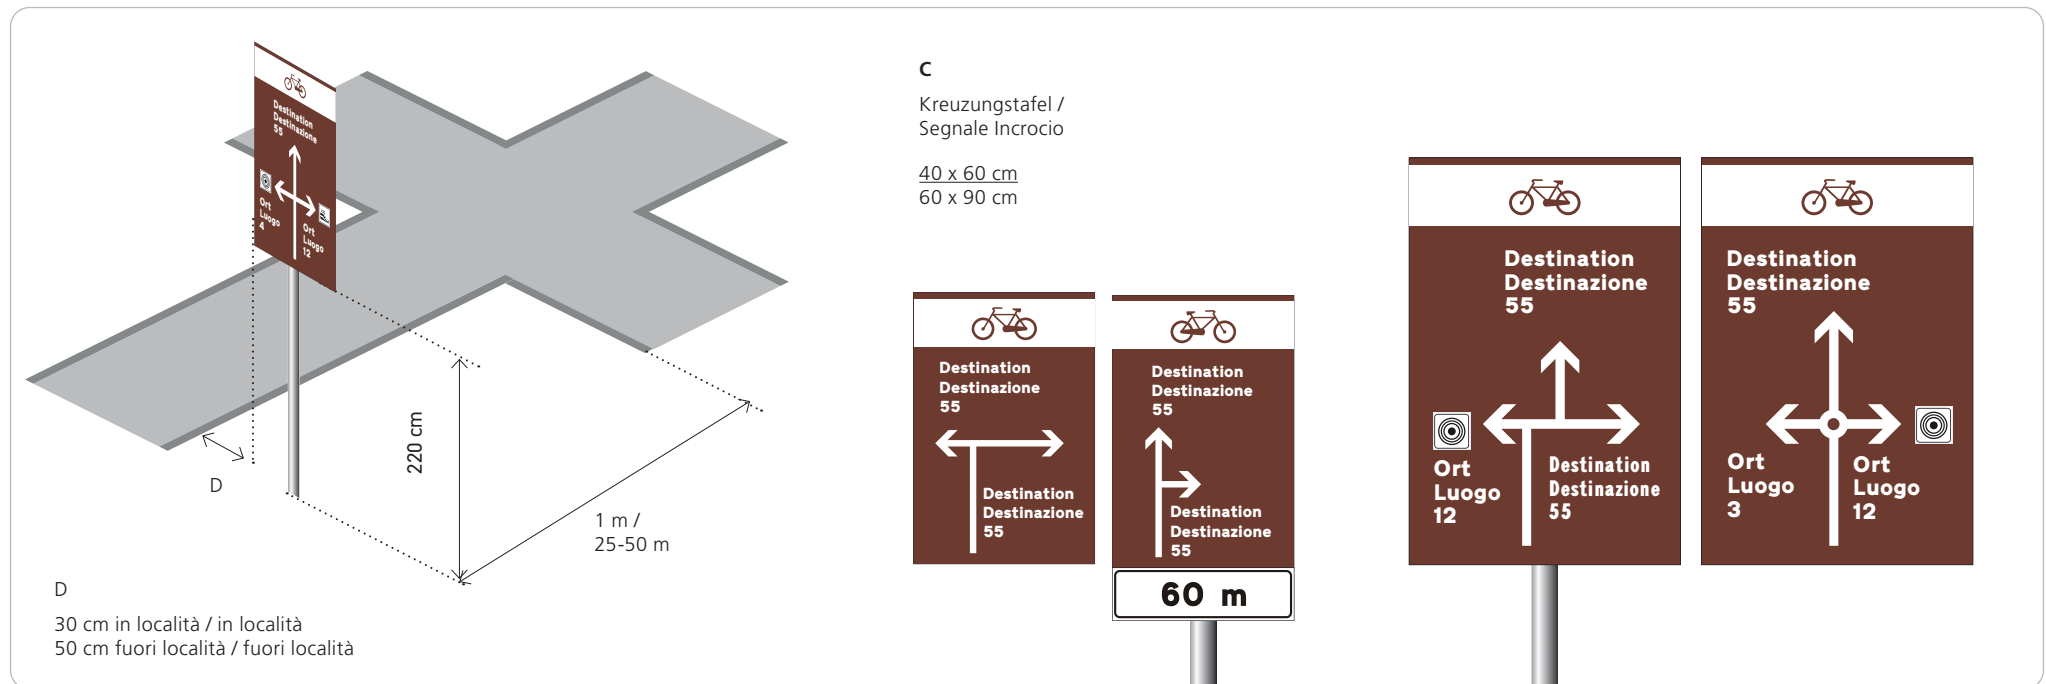 Destination
Destinazione
55
Ort
Luogo
4
Ort
Luogo
12
220 cm
D
1 m /
25-50 m
D
30 cm in località / in località
50 cm fuori località / fuori località
C
Kreuzungstafel /
Segnale Incrocio
40 x 60 cm
60 x 90 cm
Destination
Destinazione
55
Destination
Destinazione
55
Destination
Destinazione
55
Destination
Destinazione
55
60 m
Destination
Destinazione
55
Ort
Luogo
12
Destination
Destinazione
55
Destination
Destinazione
55
Ort
Luogo
3
Ort
Luogo
12